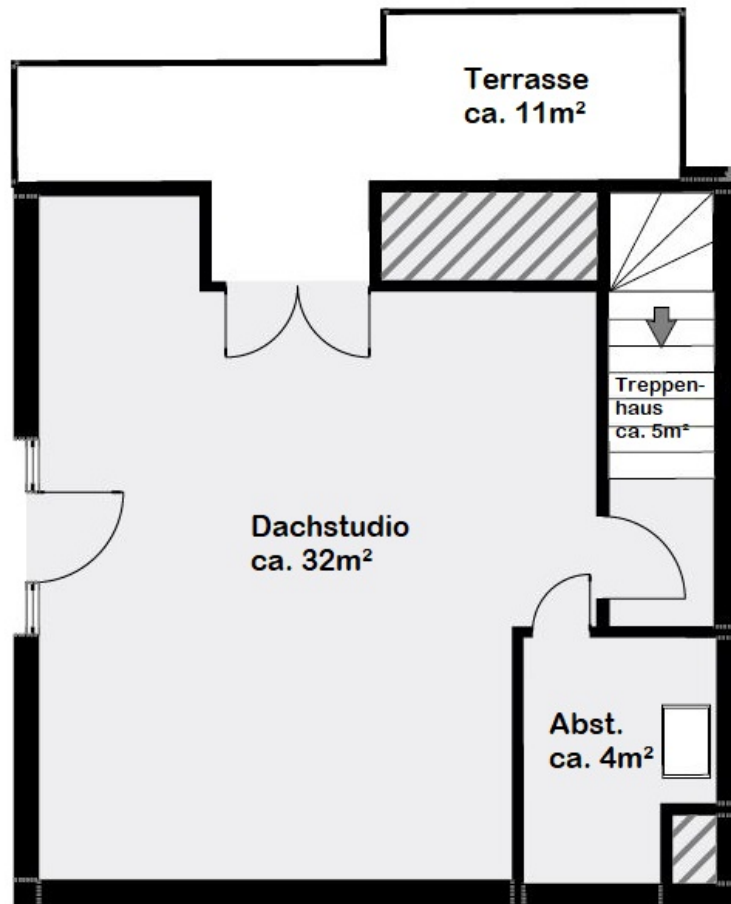 Terrasse
ca. 11m²
Treppen-
haus
ca. 5m²
Dachstudio
ca. 32m²
Abst.
ca. 4m²